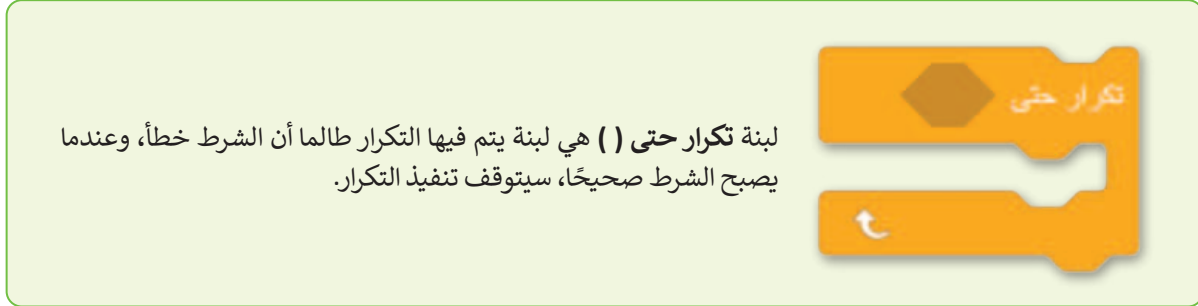 تكرار حتى
لبنة تكرار حتى ( ) هي لبنة يتم فيها التكرار طالما أن الشرط خطأ، وعندما
يصبح الشرط صحيحًا، سيتوقف تنفيذ التكرار.